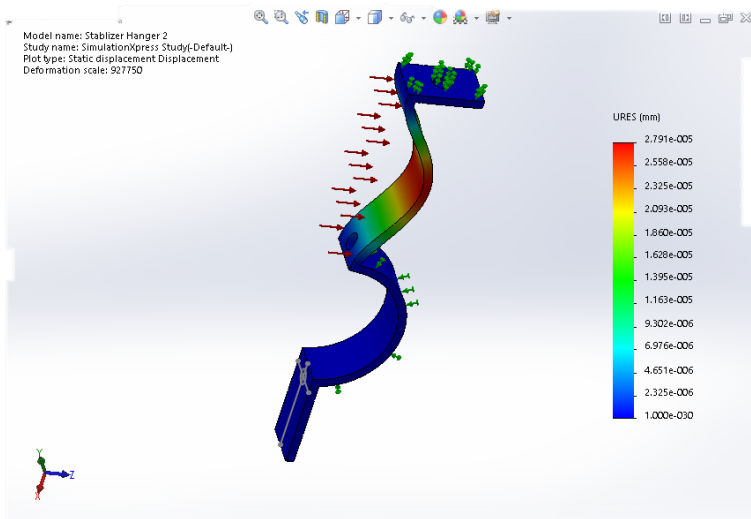 Model name: Stablizer Hanger 2
Study name: SimulationXpress Study(-Default-)
Plot type: Static displacement Displacement
Deformation scale: 927750
URES (mm)
2.791e-005
2.558e-005
2.325e-005
2.093e-005
1.860e-005
1.628e-005
1.395e-005
1.163e-005
9.302e-006
6.976e-006
4.651e-006
2.325e-006
1.000e-030
Y
Z
X